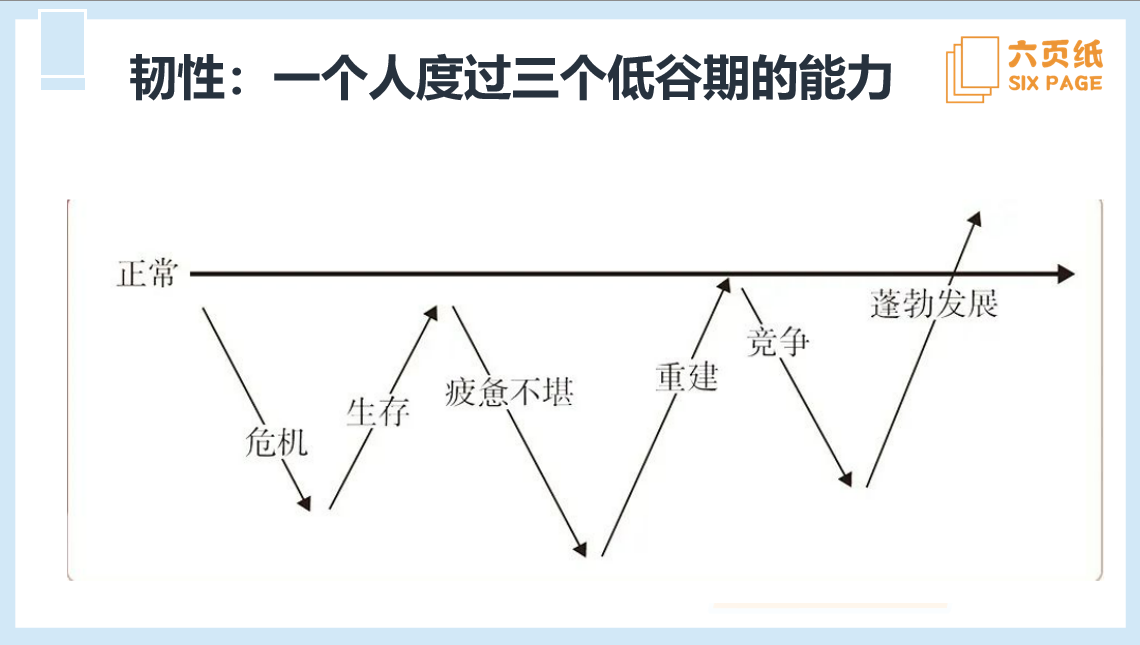 韧性：一个人度过三个低谷期的能力
六页纸
SIX PAGE
正常
危机
生存
疲惫不堪
重建
竞争
蓬勃发展